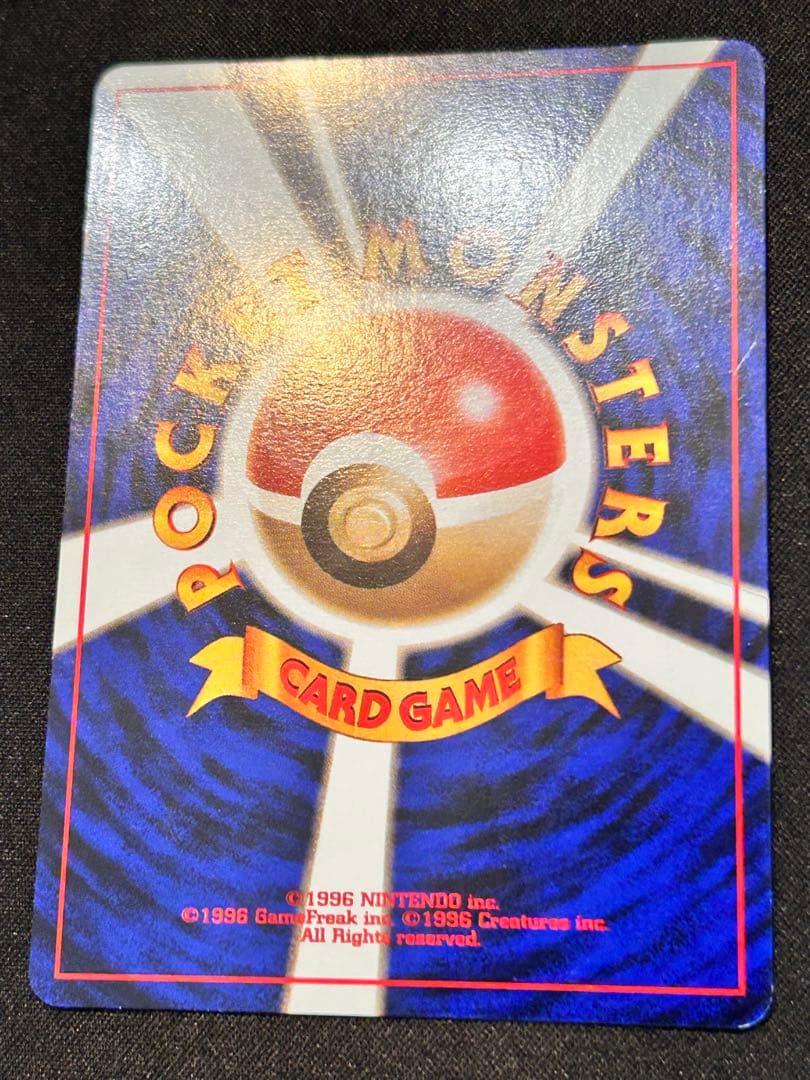 POCKET MONSTERS
CARD GAME
©1996 NINTENDO inc.
©1996 GameFreak inc. ©1996 Creatures inc.
All Rights reserved.